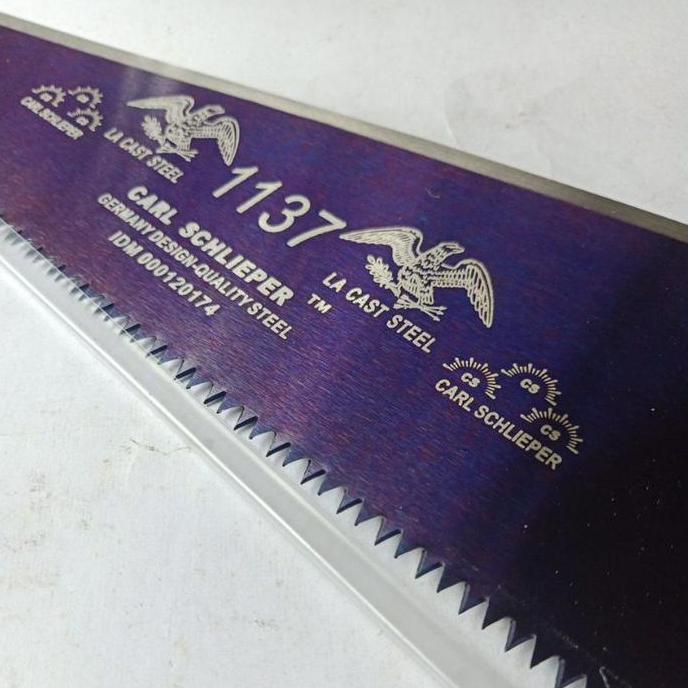 CS CS CS
CARL SCHLIEPER
LA CAST STEEL
1137
CARL SCHLIEPER ™
GERMANY DESIGN-QUALITY STEEL
IDM 000120174
LA CAST STEEL
CS CS CS
CARL SCHLIEPER